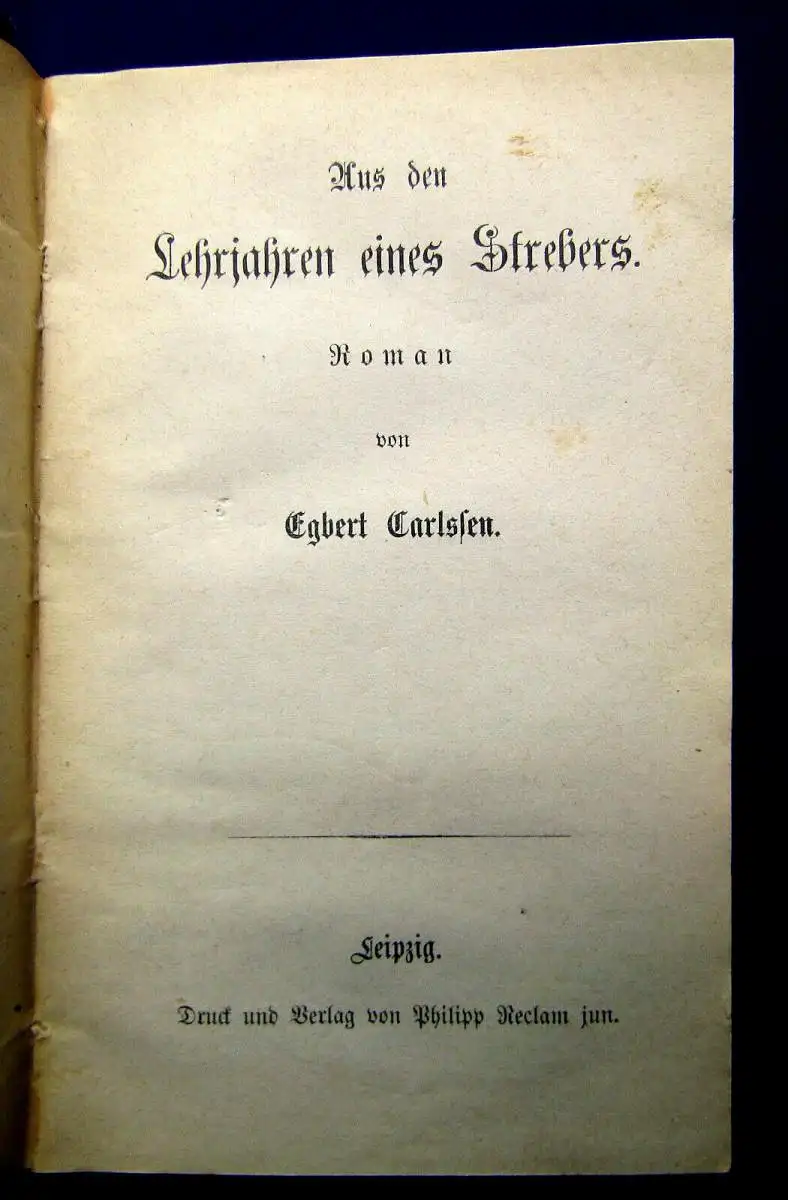 Aus den
Lehrjahren eines Strebers.
Roman
von
Egbert Carlssen.
Leipzig.
Druck und Verlag von Philipp Reclam jun.